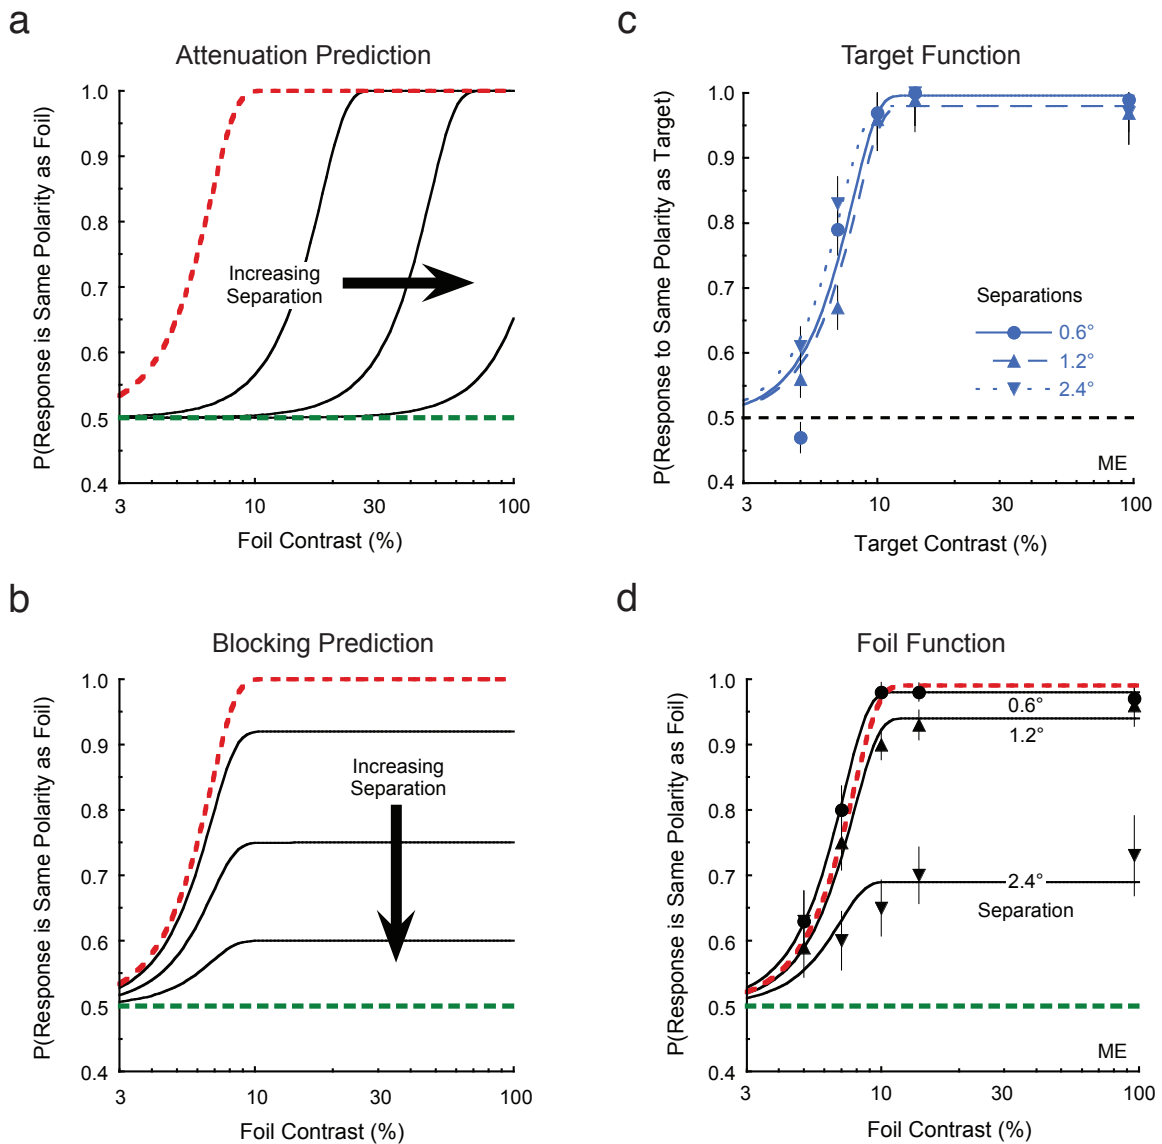 a
Attenuation Prediction
P(Response is Same Polarity as Foil)
1.0
0.9
0.8
0.7
0.6
0.5
0.4
Increasing
Separation
3
10
30
100
Foil Contrast (%)
c
Target Function
P(Response to Same Polarity as Target)
1.0
0.9
0.8
0.7
0.6
0.5
0.4
Separations
0.6°
1.2°
2.4°
ME
3
10
30
100
Target Contrast (%)
b
Blocking Prediction
P(Response is Same Polarity as Foil)
1.0
0.9
0.8
0.7
0.6
0.5
0.4
Increasing
Separation
3
10
30
100
Foil Contrast (%)
d
Foil Function
P(Response is Same Polarity as Foil)
1.0
0.9
0.8
0.7
0.6
0.5
0.4
0.6°
1.2°
2.4°
Separation
ME
3
10
30
100
Foil Contrast (%)